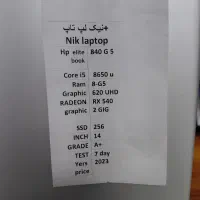 نیک لپ تاپ+
Nik laptop
Hp elite book 840 G 5
Core i5 8650 u
Ram 8-G5
Graphic 620 UHD
RADEON RX 540
graphic 2 GIG
SSD 256
INCH 14
GRADE A+
TEST 7 day
Yers 2021
price